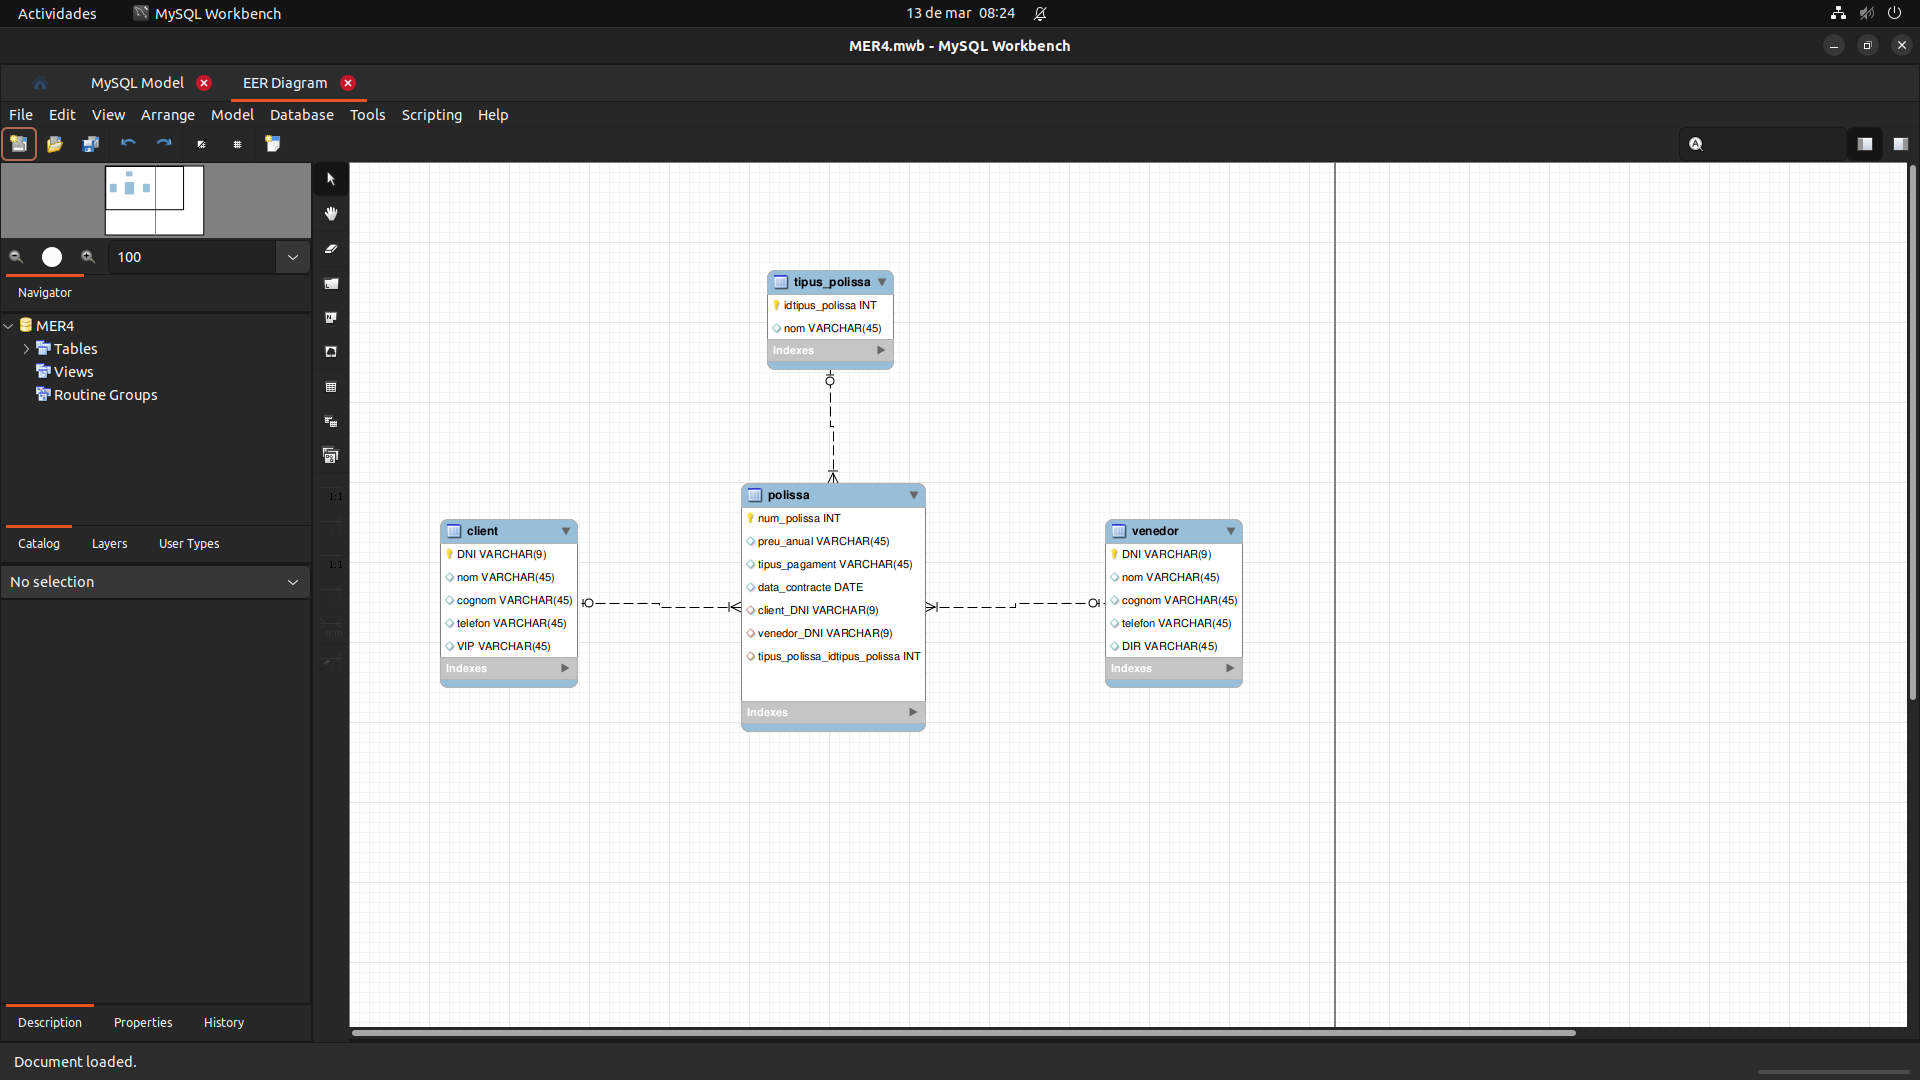 Actividades
MySQL Workbench
13 de mar 08:24
MER4.mwb - MySQL Workbench
MySQL Model
EER Diagram
File Edit View Arrange Model Database Tools Scripting Help
100
Navigator
MER4
Tables
Views
Routine Groups
Catalog Layers User Types
No selection
Description Properties History
Document loaded.
1:1
1:1
tipus_polissa
idtipus_polissa INT
nom VARCHAR(45)
Indexes
client
DNI VARCHAR(9)
nom VARCHAR(45)
cognom VARCHAR(45)
telefon VARCHAR(45)
VIP VARCHAR(45)
Indexes
polissa
num_polissa INT
preu_anual VARCHAR(45)
tipus_pagament VARCHAR(45)
data_contracte DATE
client_DNI VARCHAR(9)
venedor_DNI VARCHAR(9)
tipus_polissa_idtipus_polissa INT
Indexes
venedor
DNI VARCHAR(9)
nom VARCHAR(45)
cognom VARCHAR(45)
telefon VARCHAR(45)
DIR VARCHAR(45)
Indexes